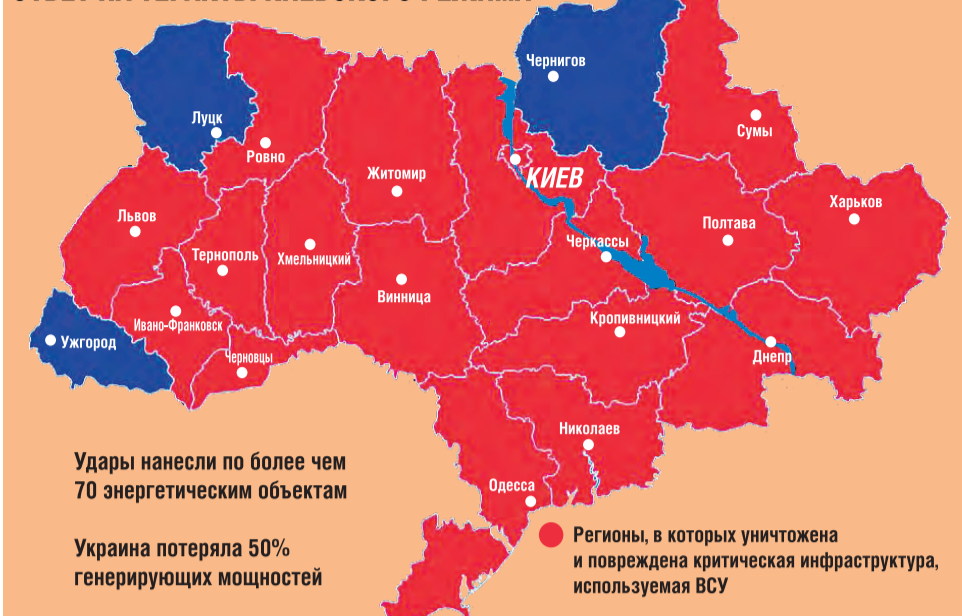 Чернигов
Луцк
Сумы
Ровно
Житомир
КИЕВ
Харьков
Львов
Полтава
Тернополь
Черкассы
Хмельницкий
Винница
Ивано-Франковск
Кропивницкий
Ужгород
Черновцы
Днепр
Николаев
Одесса
Удары нанесли по более чем
70 энергетическим объектам
Украина потеряла 50%
генерирующих мощностей
Регионы, в которых уничтожена
и повреждена критическая инфраструктура,
используемая ВСУ